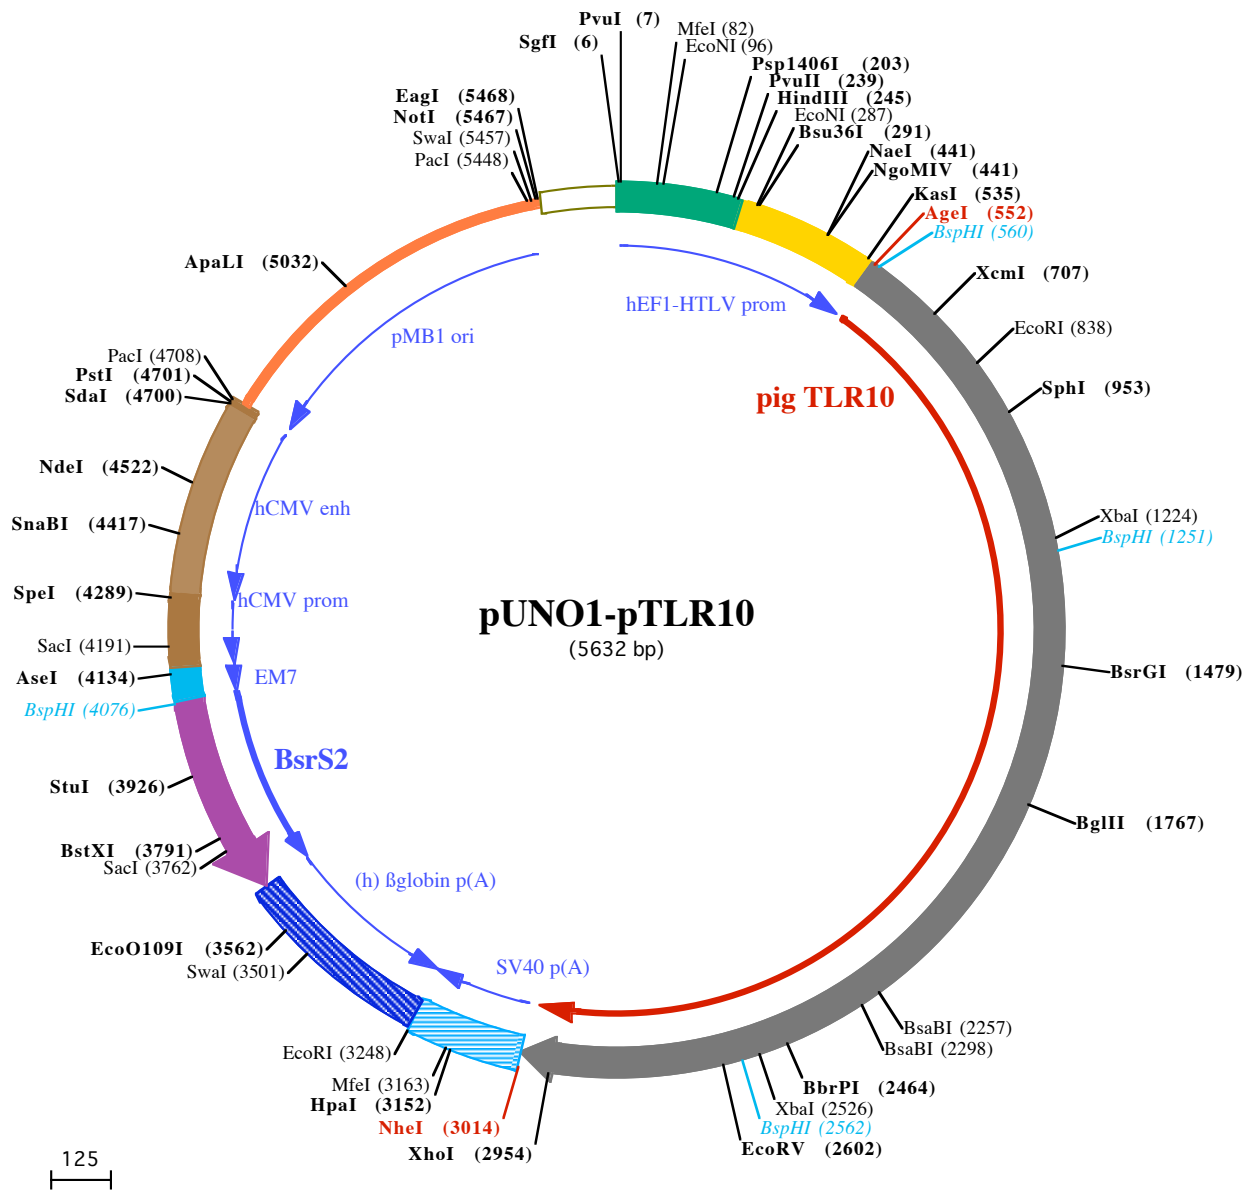 PvuI (7)
SgfI (6)
MfeI (82)
EcoNI (96)
Psp1406I (203)
PvuII (239)
HindIII (245)
EcoNI (287)
Bsu36I (291)
NaeI (441)
NgoMIV (441)
KasI (535)
AgeI (552)
BspHI (560)
XcmI (707)
EcoRI (838)
SphI (953)
XbaI (1224)
BspHI (1251)
BsrGI (1479)
BglII (1767)
BsaBI (2257)
BsaBI (2298)
BbrPI (2464)
XbaI (2526)
BspHI (2562)
EcoRV (2602)
XhoI (2954)
NheI (3014)
HpaI (3152)
MfeI (3163)
EcoRI (3248)
SwaI (3501)
EcoO109I (3562)
SacI (3762)
BstXI (3791)
StuI (3926)
BspHI (4076)
AseI (4134)
SacI (4191)
SpeI (4289)
SnaBI (4417)
NdeI (4522)
SdaI (4700)
PstI (4701)
PacI (4708)
ApaLI (5032)
PacI (5448)
SwaI (5457)
NotI (5467)
EagI (5468)
hEF1-HTLV prom
pig TLR10
SV40 p(A)
(h) ßglobin p(A)
BsrS2
EM7
hCMV prom
hCMV enh
pMB1 ori
pUNO1-pTLR10
(5632 bp)
125